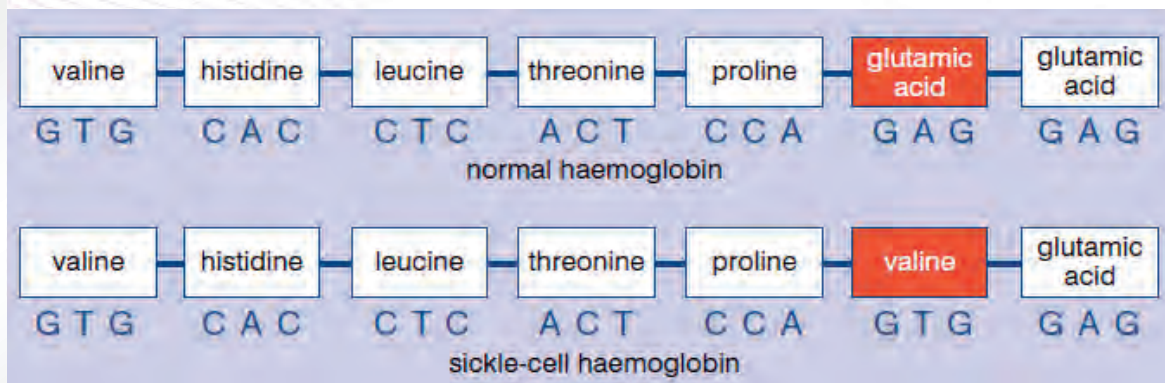 valine histidine leucine threonine proline glutamic acid glutamic acid
G T G C A C C T C A C T C C A G A G G A G
normal haemoglobin
valine histidine leucine threonine proline valine glutamic acid
G T G C A C C T C A C T C C A G T G G A G
sickle-cell haemoglobin